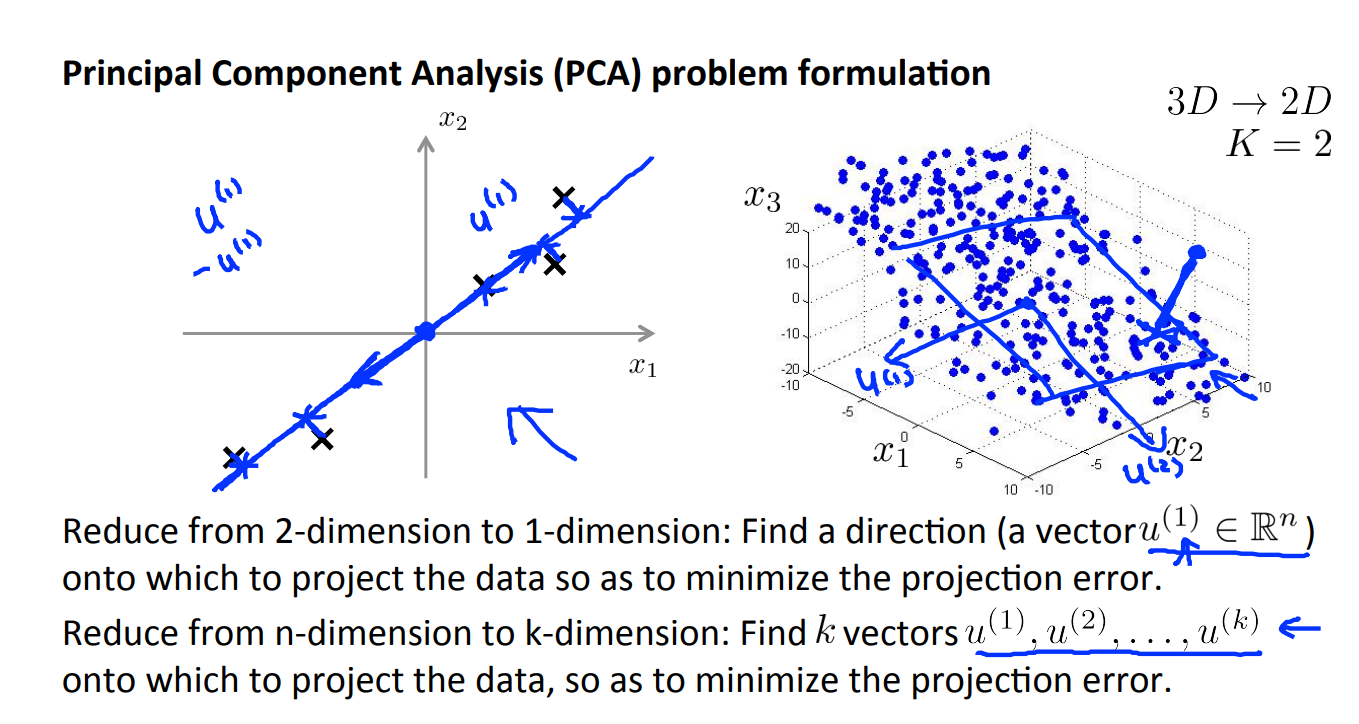 Principal Component Analysis (PCA) problem formulation
3D → 2D
K = 2
x₂
x₁
u⁽¹⁾
-u⁽¹⁾
u⁽¹⁾
x₃
20
10
0
-10
-20
-10
-5
0
5
10
x₁
-10
-5
0
5
10
x₂
u⁽¹⁾
u⁽²⁾
Reduce from 2-dimension to 1-dimension: Find a direction (a vector u⁽¹⁾ ∈ ℝⁿ)
onto which to project the data so as to minimize the projection error.
Reduce from n-dimension to k-dimension: Find k vectors u⁽¹⁾, u⁽²⁾, . . . , u⁽ᵏ⁾
onto which to project the data, so as to minimize the projection error.